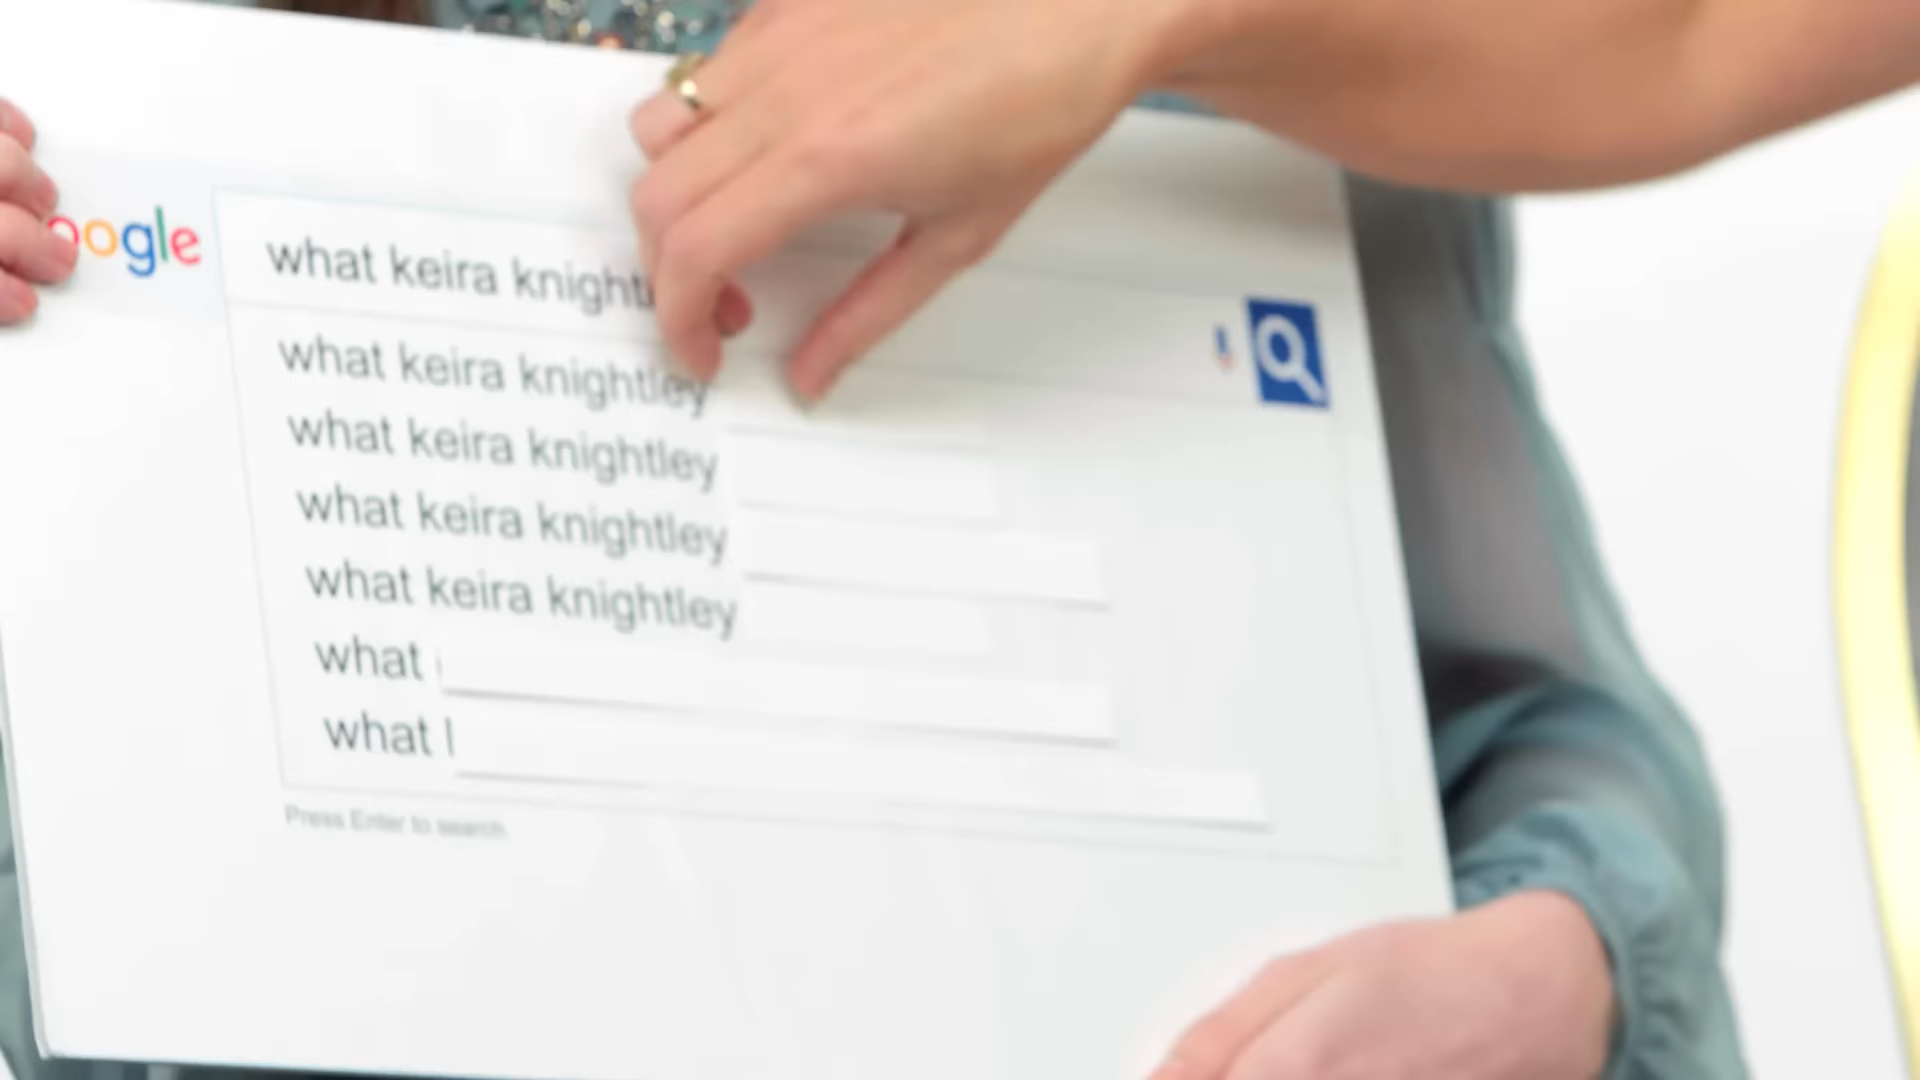 oogle
what keira knightl
what keira knightley
what keira knightley
what keira knightley
what keira knightley
what
what l
Press Enter to search.